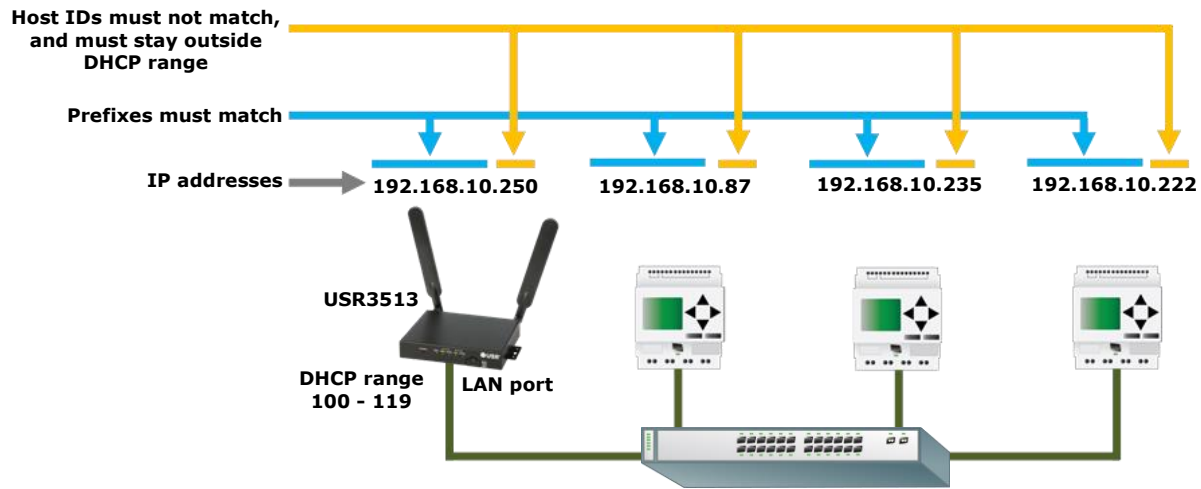 Host IDs must not match,
and must stay outside
DHCP range
Prefixes must match
IP addresses
192.168.10.250
192.168.10.87
192.168.10.235
192.168.10.222
USR3513
DHCP range
100 - 119
LAN port
USR